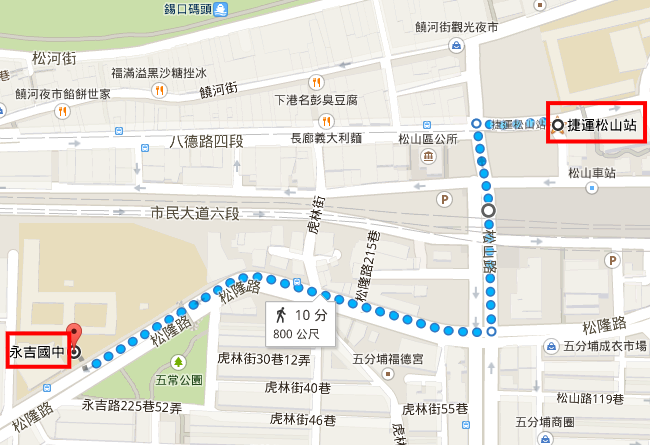 錫口碼頭
饒河街觀光夜市
松河街
福滿溢黑沙糖挫冰
巷
饒河夜市餡餅世家
饒河街
下港名彭臭豆腐
捷運松山站
捷運松山站
八德路四段
長廊義大利麵
松山區公所
松山車站
P
市民大道六段
虎林街
松隆路215巷
松山路
P
松隆路
10 分
800 公尺
松隆路
松隆路
永吉國中
五分埔成衣市場
虎林街30巷12弄
五分埔福德宮
五常公園
虎林街40巷
松山路119巷
永吉路225巷52弄
虎林街55巷
松隆路
虎林街46巷
五分埔商圈